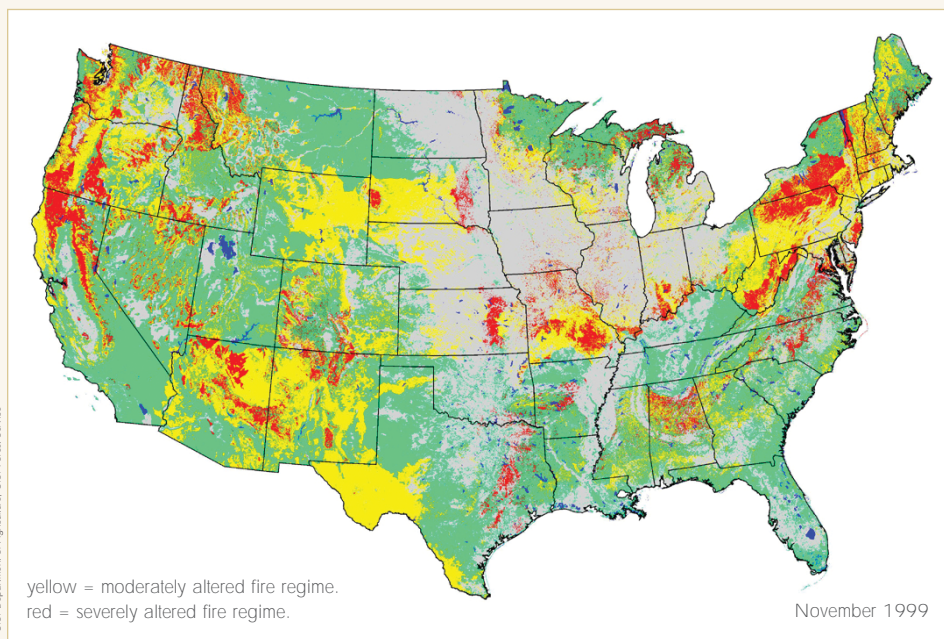 yellow = moderately altered fire regime.
red = severely altered fire regime.
November 1999